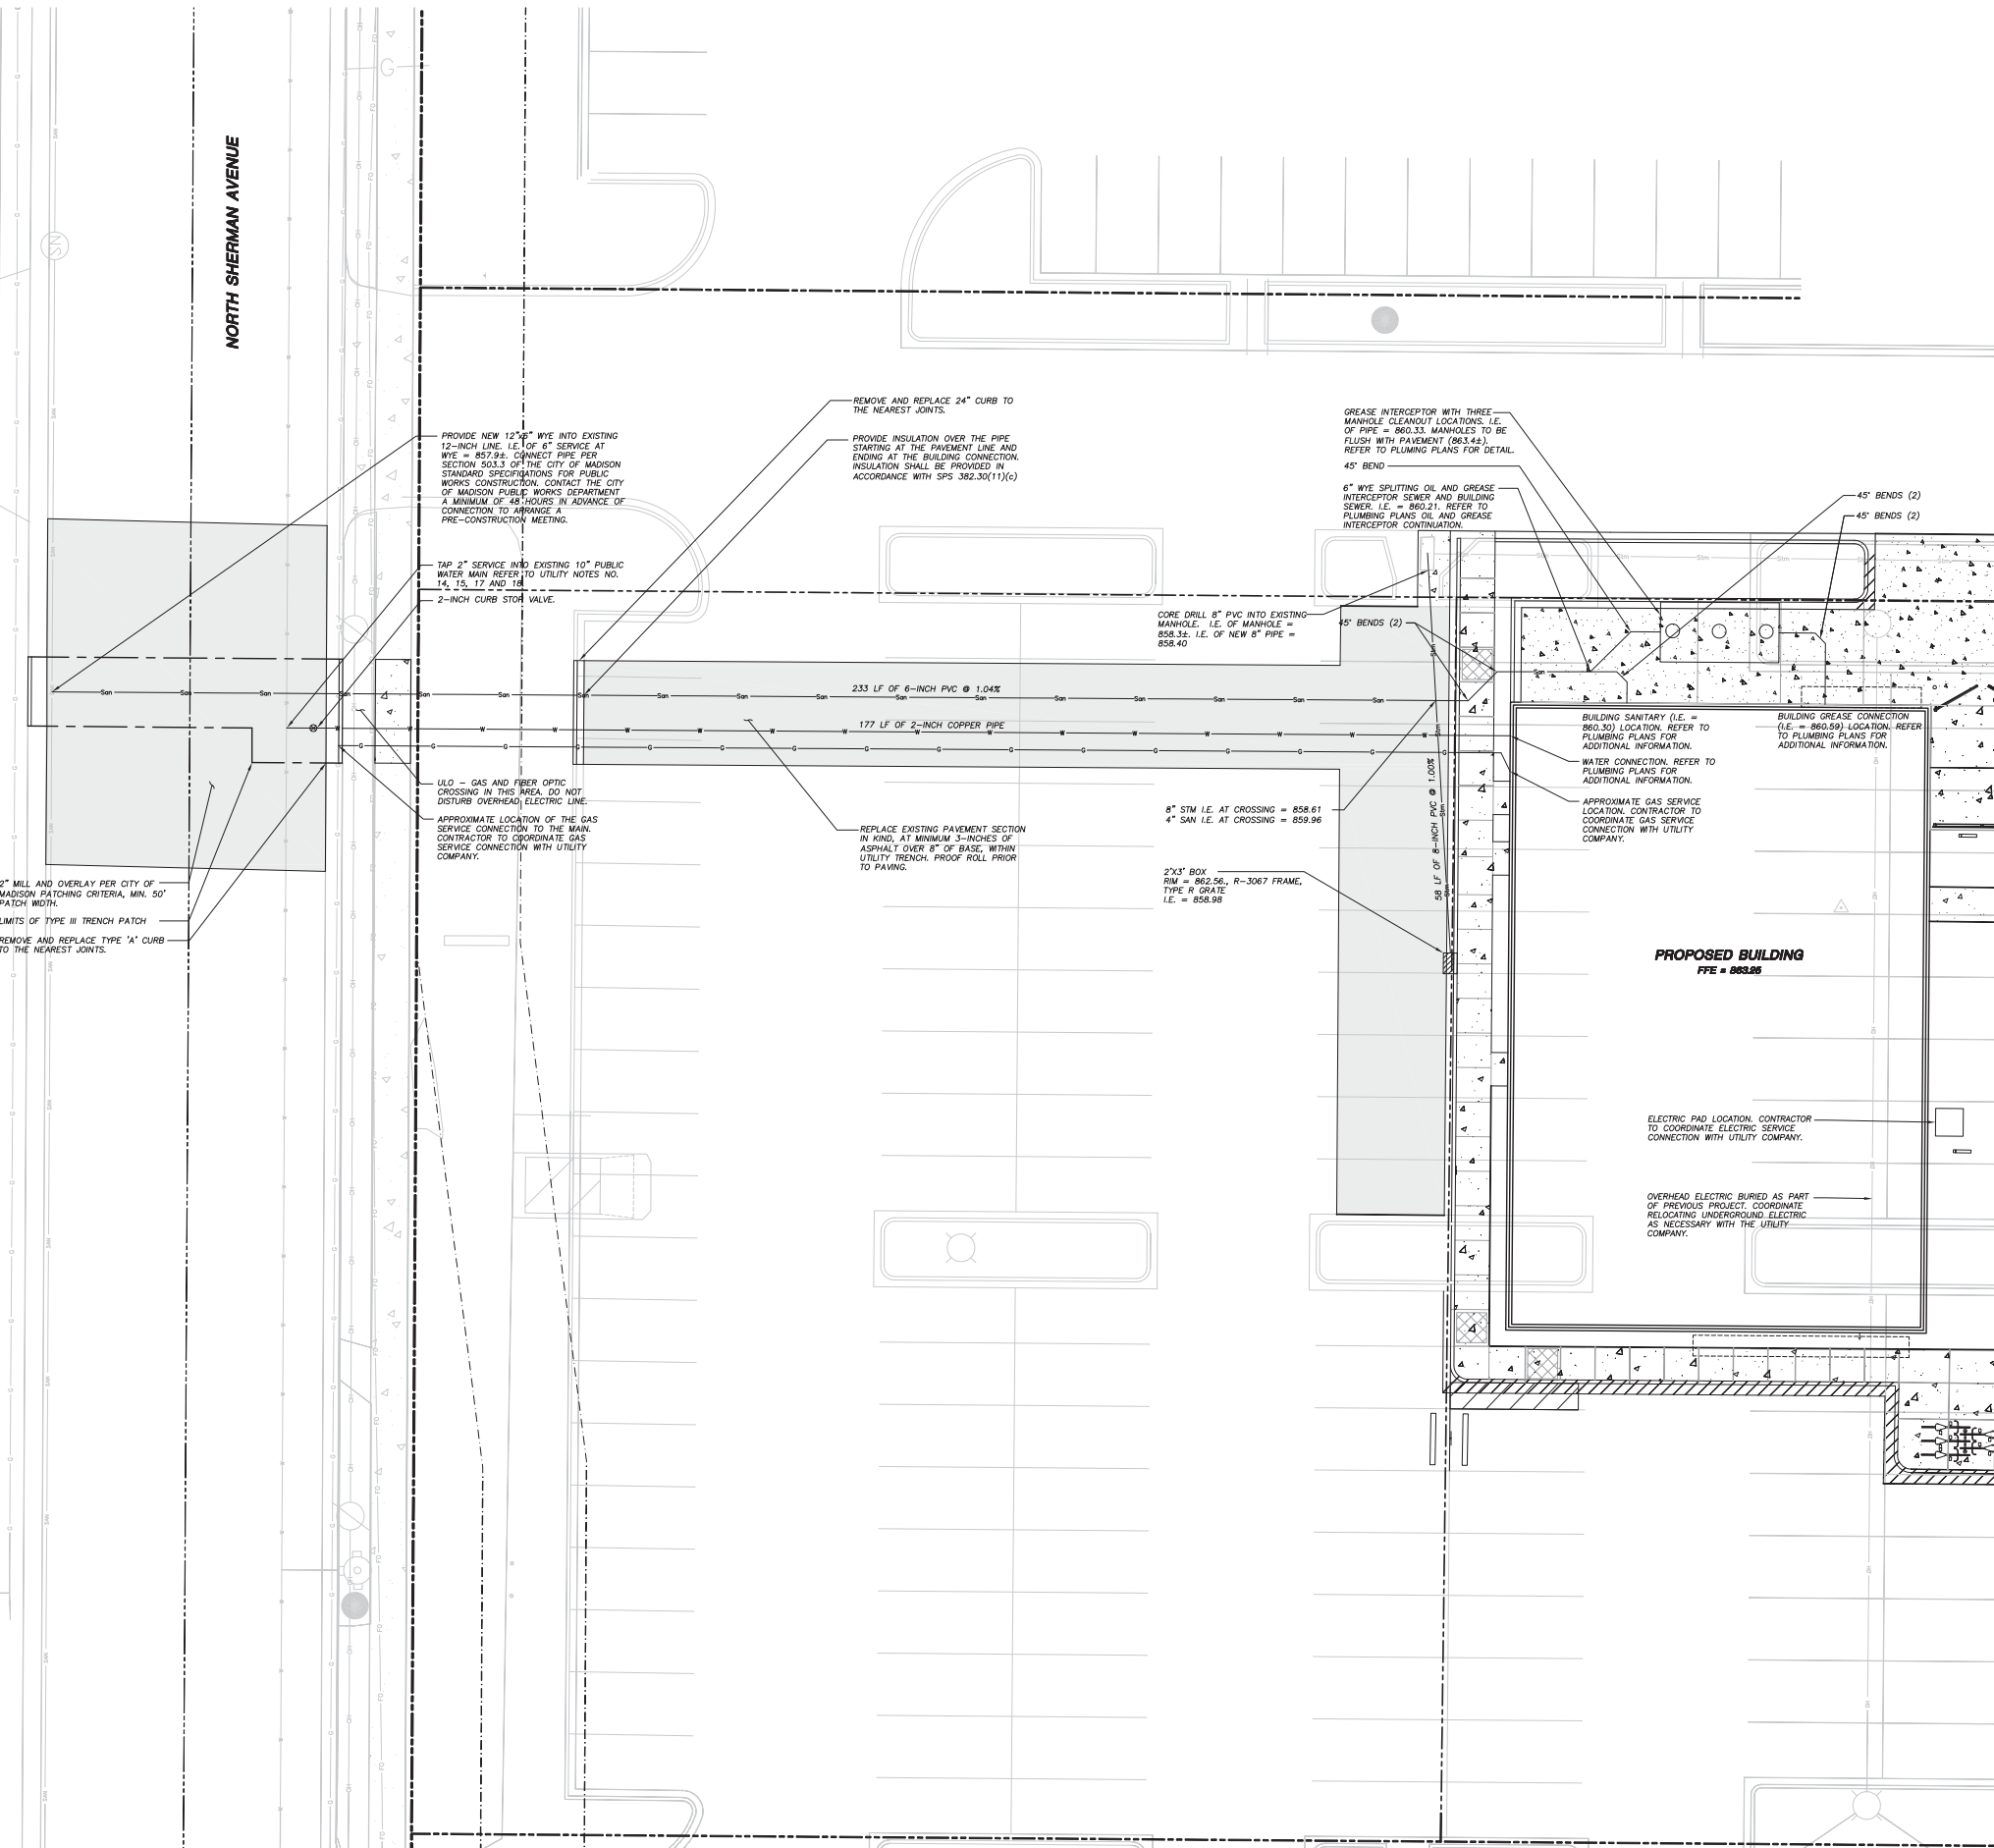 NORTH SHERMAN AVENUE
REMOVE AND REPLACE 24" CURB TO
THE NEAREST JOINTS.
PROVIDE NEW 12"x6" WYE INTO EXISTING
12-INCH LINE. I.E. OF 6" SERVICE AT
WYE = 857.9±. CONNECT PIPE PER
SECTION 503.3 OF THE CITY OF MADISON
STANDARD SPECIFICATIONS FOR PUBLIC
WORKS CONSTRUCTION. CONTACT THE CITY
OF MADISON PUBLIC WORKS DEPARTMENT
A MINIMUM OF 48-HOURS IN ADVANCE OF
CONNECTION TO ARRANGE A
PRE-CONSTRUCTION MEETING.
PROVIDE INSULATION OVER THE PIPE
STARTING AT THE PAVEMENT LINE AND
ENDING AT THE BUILDING CONNECTION.
INSULATION SHALL BE PROVIDED IN
ACCORDANCE WITH SPS 382.30(11)(c)
GREASE INTERCEPTOR WITH THREE
MANHOLE CLEANOUT LOCATIONS. I.E.
OF PIPE = 860.33. MANHOLES TO BE
FLUSH WITH PAVEMENT (863.4±).
REFER TO PLUMING PLANS FOR DETAIL.
45° BEND
6" WYE SPLITTING OIL AND GREASE
INTERCEPTOR SEWER AND BUILDING
SEWER. I.E. = 860.21. REFER TO
PLUMBING PLANS OIL AND GREASE
INTERCEPTOR CONTINUATION.
45° BENDS (2)
45° BENDS (2)
TAP 2" SERVICE INTO EXISTING 10" PUBLIC
WATER MAIN REFER TO UTILITY NOTES NO.
14, 15, 17 AND 18.
2-INCH CURB STOP VALVE.
CORE DRILL 8" PVC INTO EXISTING
MANHOLE. I.E. OF MANHOLE =
858.3±. I.E. OF NEW 8" PIPE =
858.40
45° BENDS (2)
233 LF OF 6-INCH PVC @ 1.04%
177 LF OF 2-INCH COPPER PIPE
58 LF OF 8-INCH PVC @ 1.00%
BUILDING SANITARY (I.E. =
860.30) LOCATION. REFER TO
PLUMBING PLANS FOR
ADDITIONAL INFORMATION.
BUILDING GREASE CONNECTION
(I.E. = 860.59) LOCATION. REFER
TO PLUMBING PLANS FOR
ADDITIONAL INFORMATION.
WATER CONNECTION. REFER TO
PLUMBING PLANS FOR
ADDITIONAL INFORMATION.
APPROXIMATE GAS SERVICE
LOCATION. CONTRACTOR TO
COORDINATE GAS SERVICE
CONNECTION WITH UTILITY
COMPANY.
ULO - GAS AND FIBER OPTIC
CROSSING IN THIS AREA. DO NOT
DISTURB OVERHEAD ELECTRIC LINE.
APPROXIMATE LOCATION OF THE GAS
SERVICE CONNECTION TO THE MAIN.
CONTRACTOR TO COORDINATE GAS
SERVICE CONNECTION WITH UTILITY
COMPANY.
REPLACE EXISTING PAVEMENT SECTION
IN KIND, AT MINIMUM 3-INCHES OF
ASPHALT OVER 8" OF BASE, WITHIN
UTILITY TRENCH. PROOF ROLL PRIOR
TO PAVING.
8" STM I.E. AT CROSSING = 858.61
4" SAN I.E. AT CROSSING = 859.96
2'X3' BOX
RIM = 862.56., R-3067 FRAME,
TYPE R GRATE
I.E. = 858.98
2" MILL AND OVERLAY PER CITY OF
MADISON PATCHING CRITERIA, MIN. 50'
PATCH WIDTH.
LIMITS OF TYPE III TRENCH PATCH
REMOVE AND REPLACE TYPE 'A' CURB
TO THE NEAREST JOINTS.
PROPOSED BUILDING
FFE = 863.25
ELECTRIC PAD LOCATION. CONTRACTOR
TO COORDINATE ELECTRIC SERVICE
CONNECTION WITH UTILITY COMPANY.
OVERHEAD ELECTRIC BURIED AS PART
OF PREVIOUS PROJECT. COORDINATE
RELOCATING UNDERGROUND ELECTRIC
AS NECESSARY WITH THE UTILITY
COMPANY.